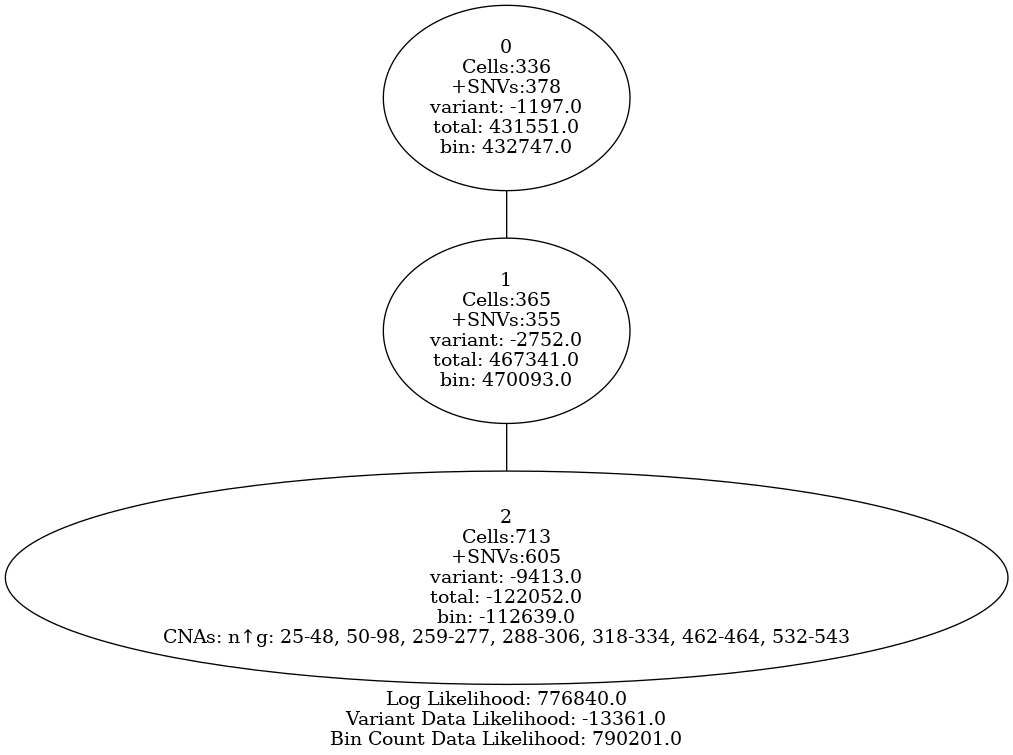 0
Cells:336
+SNVs:378
variant: -1197.0
total: 431551.0
bin: 432747.0
1
Cells:365
+SNVs:355
variant: -2752.0
total: 467341.0
bin: 470093.0
2
Cells:713
+SNVs:605
variant: -9413.0
total: -122052.0
bin: -112639.0
CNAs: n↑g: 25-48, 50-98, 259-277, 288-306, 318-334, 462-464, 532-543
Log Likelihood: 776840.0
Variant Data Likelihood: -13361.0
Bin Count Data Likelihood: 790201.0